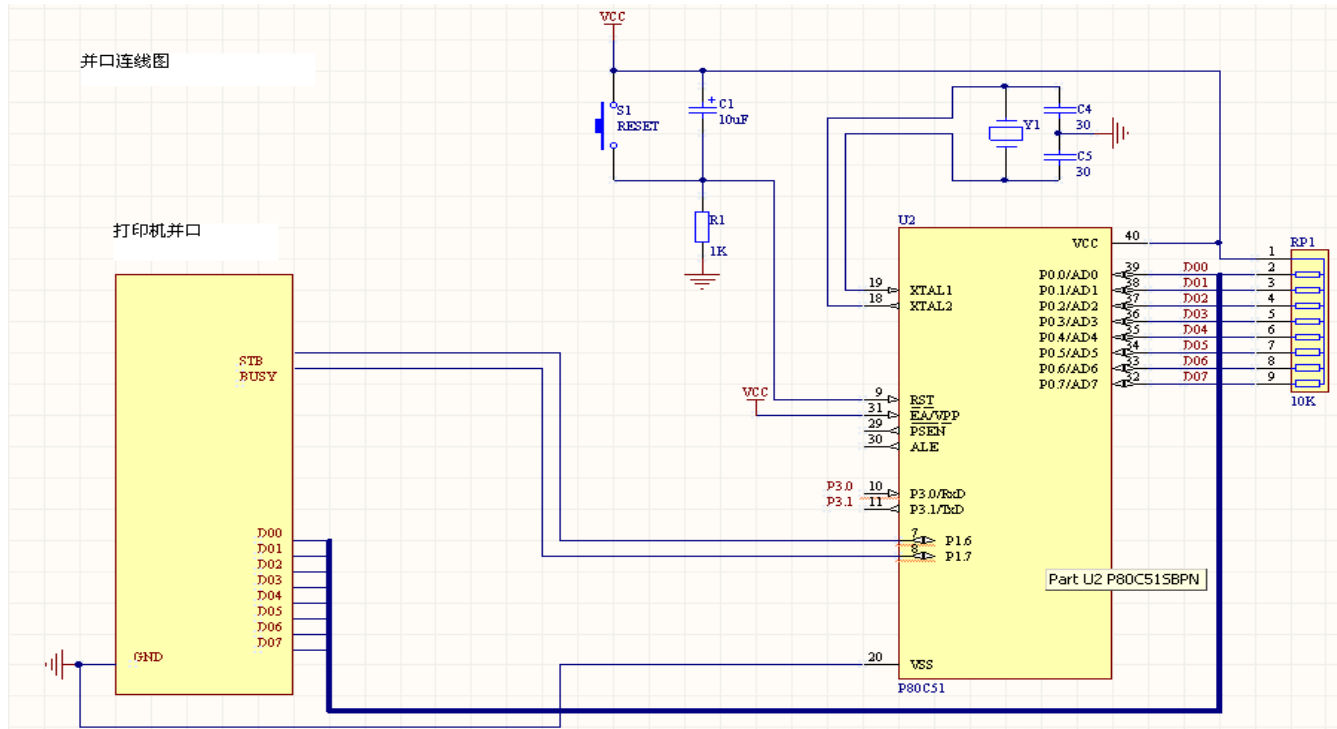 VCC
并口连线图
S1
RESET
C1
10uF
Y1
C4
30
C5
30
打印机并口
R1
1K
U2
VCC 40
RP1
1
P0.0/AD0 39 D00 2
P0.1/AD1 38 D01 3
P0.2/AD2 37 D02 4
P0.3/AD3 36 D03 5
P0.4/AD4 35 D04 6
P0.5/AD5 34 D05 7
P0.6/AD6 33 D06 8
P0.7/AD7 32 D07 9
10K
19 XTAL1
18 XTAL2
STB
BUSY
VCC
9 RST
31 EA/VPP
29 PSEN
30 ALE
P3.0 10 P3.0/RxD
P3.1 11 P3.1/TxD
7 P1.6
8 P1.7
Part U2 P80C51SBPN
D00
D01
D02
D03
D04
D05
D06
D07
GND
20 VSS
P80C51